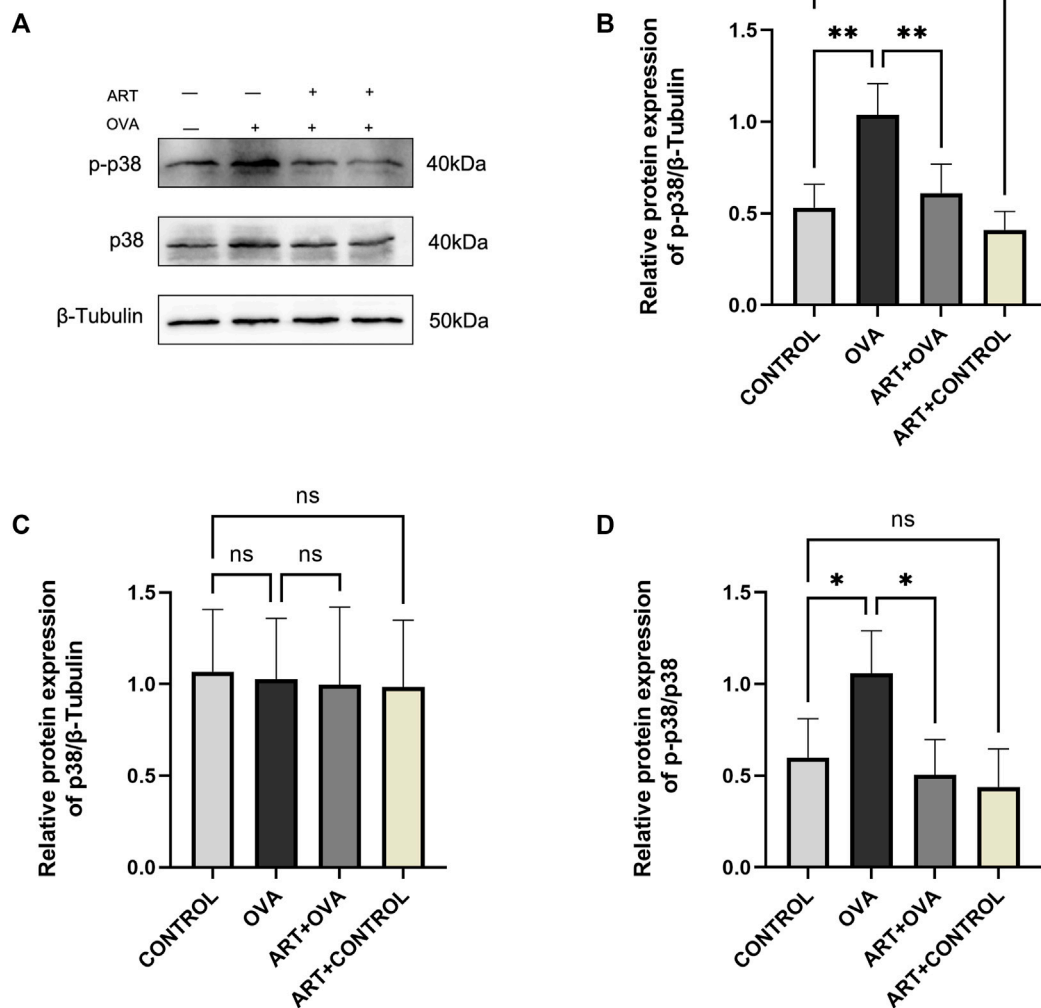 A
ART — — + +
OVA — + + +
p-p38 40kDa
p38 40kDa
β-Tubulin 50kDa
B
Relative protein expression
of p-p38/β-Tubulin
** **
1.5
1.0
0.5
0.0
CONTROL
OVA
ART+OVA
ART+CONTROL
C
Relative protein expression
of p38/β-Tubulin
ns
ns ns
1.5
1.0
0.5
0.0
CONTROL
OVA
ART+OVA
ART+CONTROL
D
Relative protein expression
of p-p38/p38
ns
* *
1.5
1.0
0.5
0.0
CONTROL
OVA
ART+OVA
ART+CONTROL